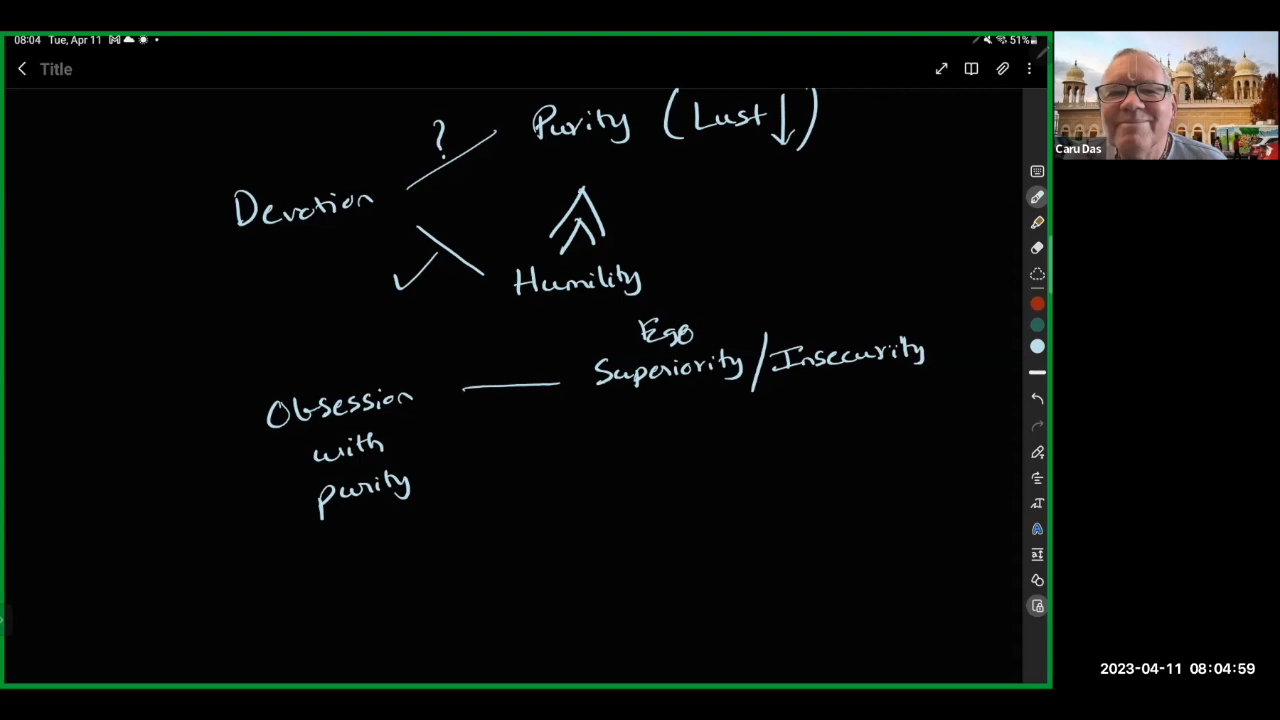 08:04 Tue, Apr 11
51%
Title
Purity (Lust ↓)
?
Devotion
Humility
Ego
Superiority / Insecurity
Obsession
with
purity
Caru Das
2023-04-11 08:04:59